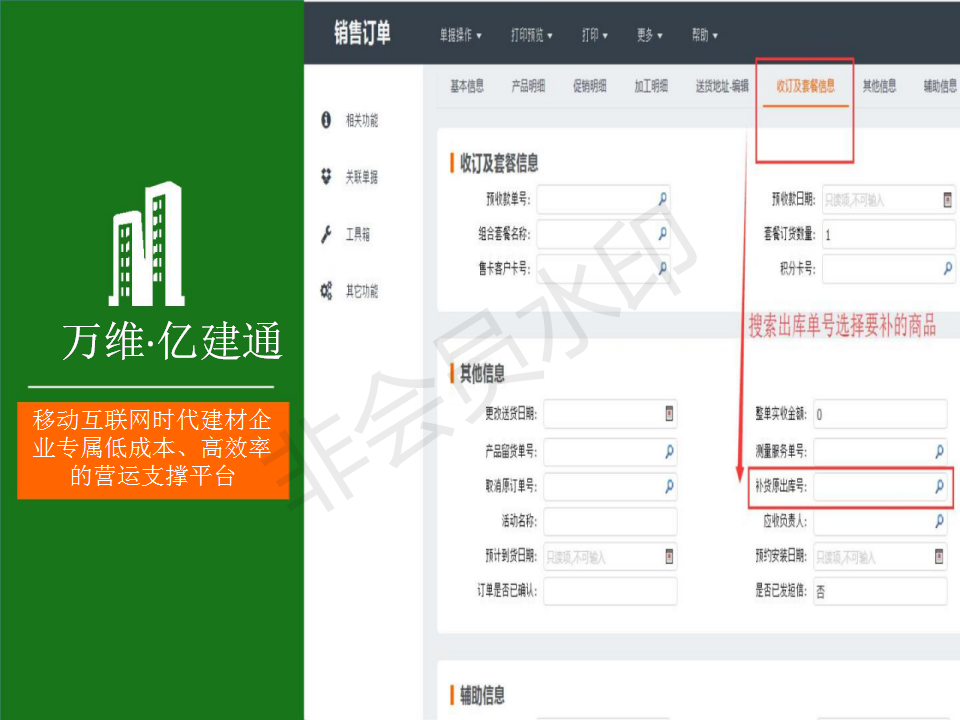 万维·亿建通
移动互联网时代建材企
业专属低成本、高效率
的营运支撑平台
销售订单 单据操作 打印预览 打印 更多 帮助
相关功能
关联单据
工具箱
其它功能
基本信息 产品明细 促销明细 加工明细 送货地址-编辑 收订及套餐信息 其他信息 辅助信息
收订及套餐信息
预收款单号: 预收款日期: 只读项,不可输入
组合套餐名称: 套餐订货数量: 1
售卡客户卡号: 积分卡号:
搜索出库单号选择要补的商品
其他信息
更改送货日期: 整单实收金额: 0
产品留货单号: 测量服务单号:
取消原订单号: 补货原出库号:
活动名称: 应收负责人:
预计到货日期: 只读项,不可输入 预约安装日期: 只读项,不可输入
订单是否已确认: 是否已发短信: 否
辅助信息
非会员水印